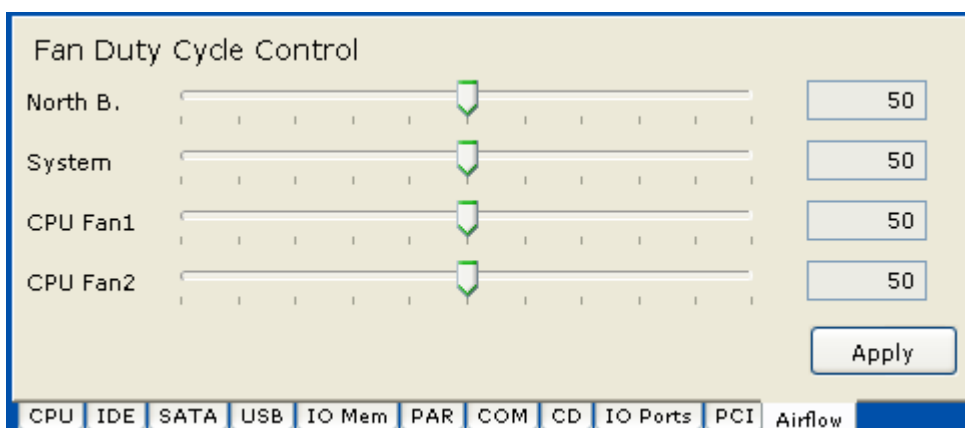 Fan Duty Cycle Control
North B. 50
System 50
CPU Fan1 50
CPU Fan2 50
Apply
CPU IDE SATA USB IO Mem PAR COM CD IO Ports PCI Airflow